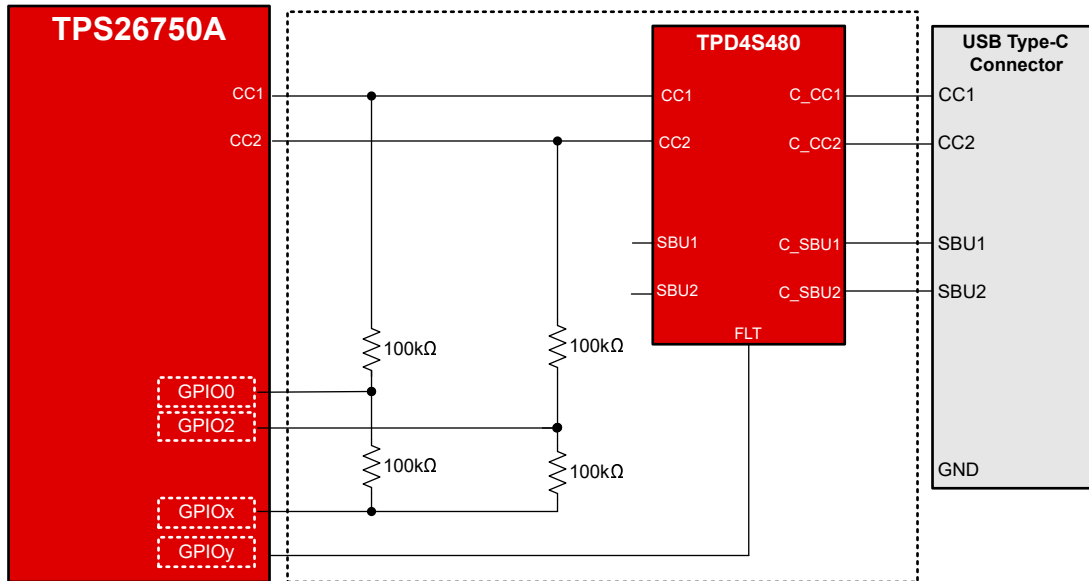 TPS26750A
CC1
CC2
GPIO0
GPIO2
GPIOx
GPIOy
100kΩ
100kΩ
100kΩ
100kΩ
TPD4S480
CC1
C_CC1
CC2
C_CC2
SBU1
C_SBU1
SBU2
C_SBU2
FLT
USB Type-C
Connector
CC1
CC2
SBU1
SBU2
GND